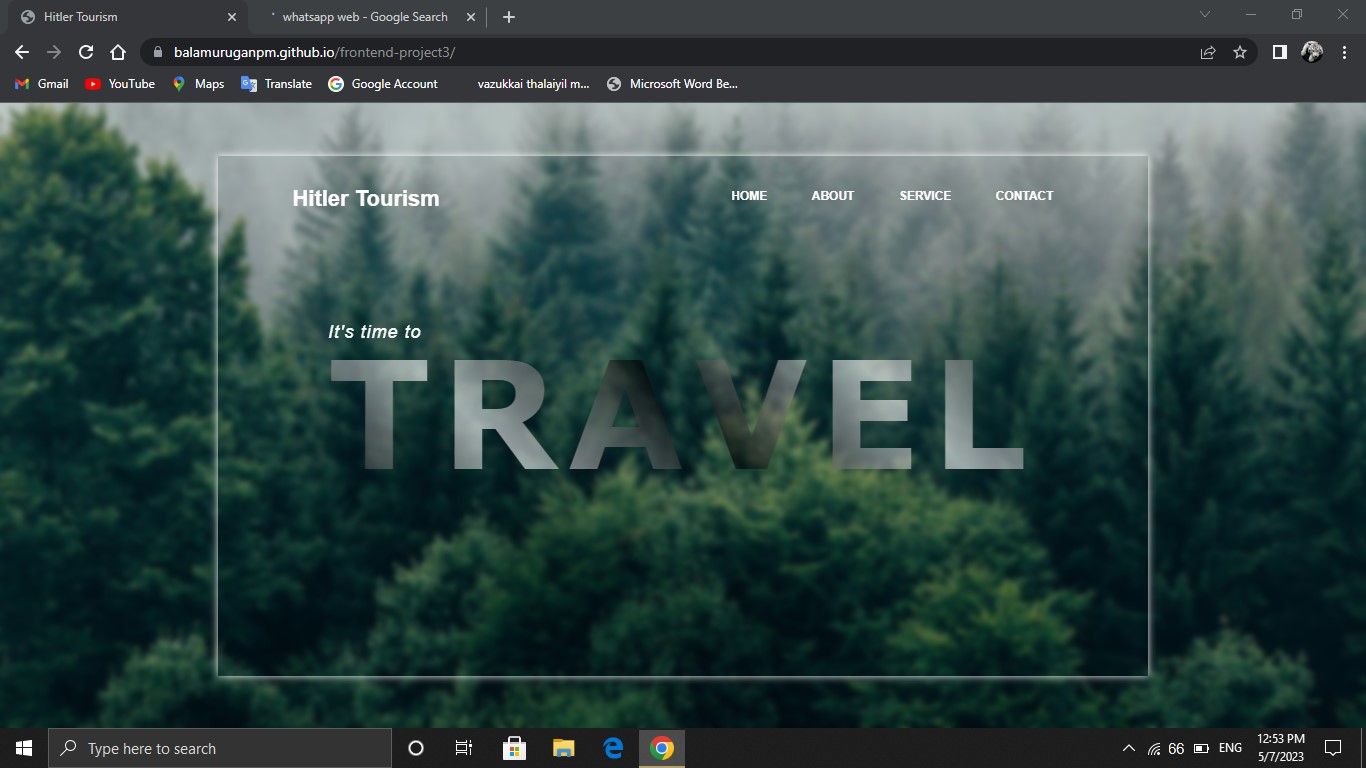 Hitler Tourism
whatsapp web - Google Search
balamuruganpm.github.io/frontend-project3/
Gmail
YouTube
Maps
Translate
Google Account
vazukkai thalaiyil m...
Microsoft Word Be...
Hitler Tourism
HOME
ABOUT
SERVICE
CONTACT
It's time to
TRAVEL
Type here to search
66
ENG
12:53 PM
5/7/2023